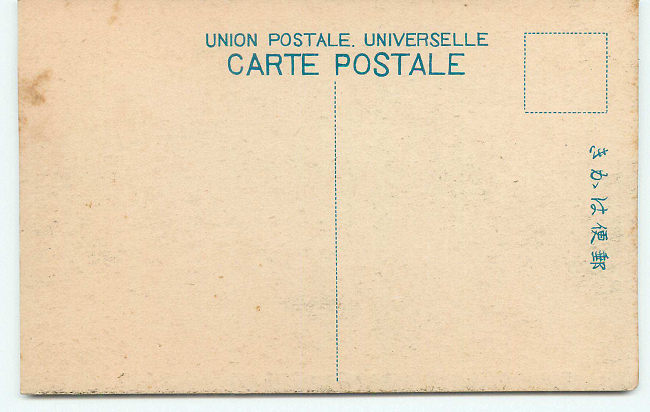 UNION POSTALE. UNIVERSELLE
CARTE POSTALE
郵便はかき